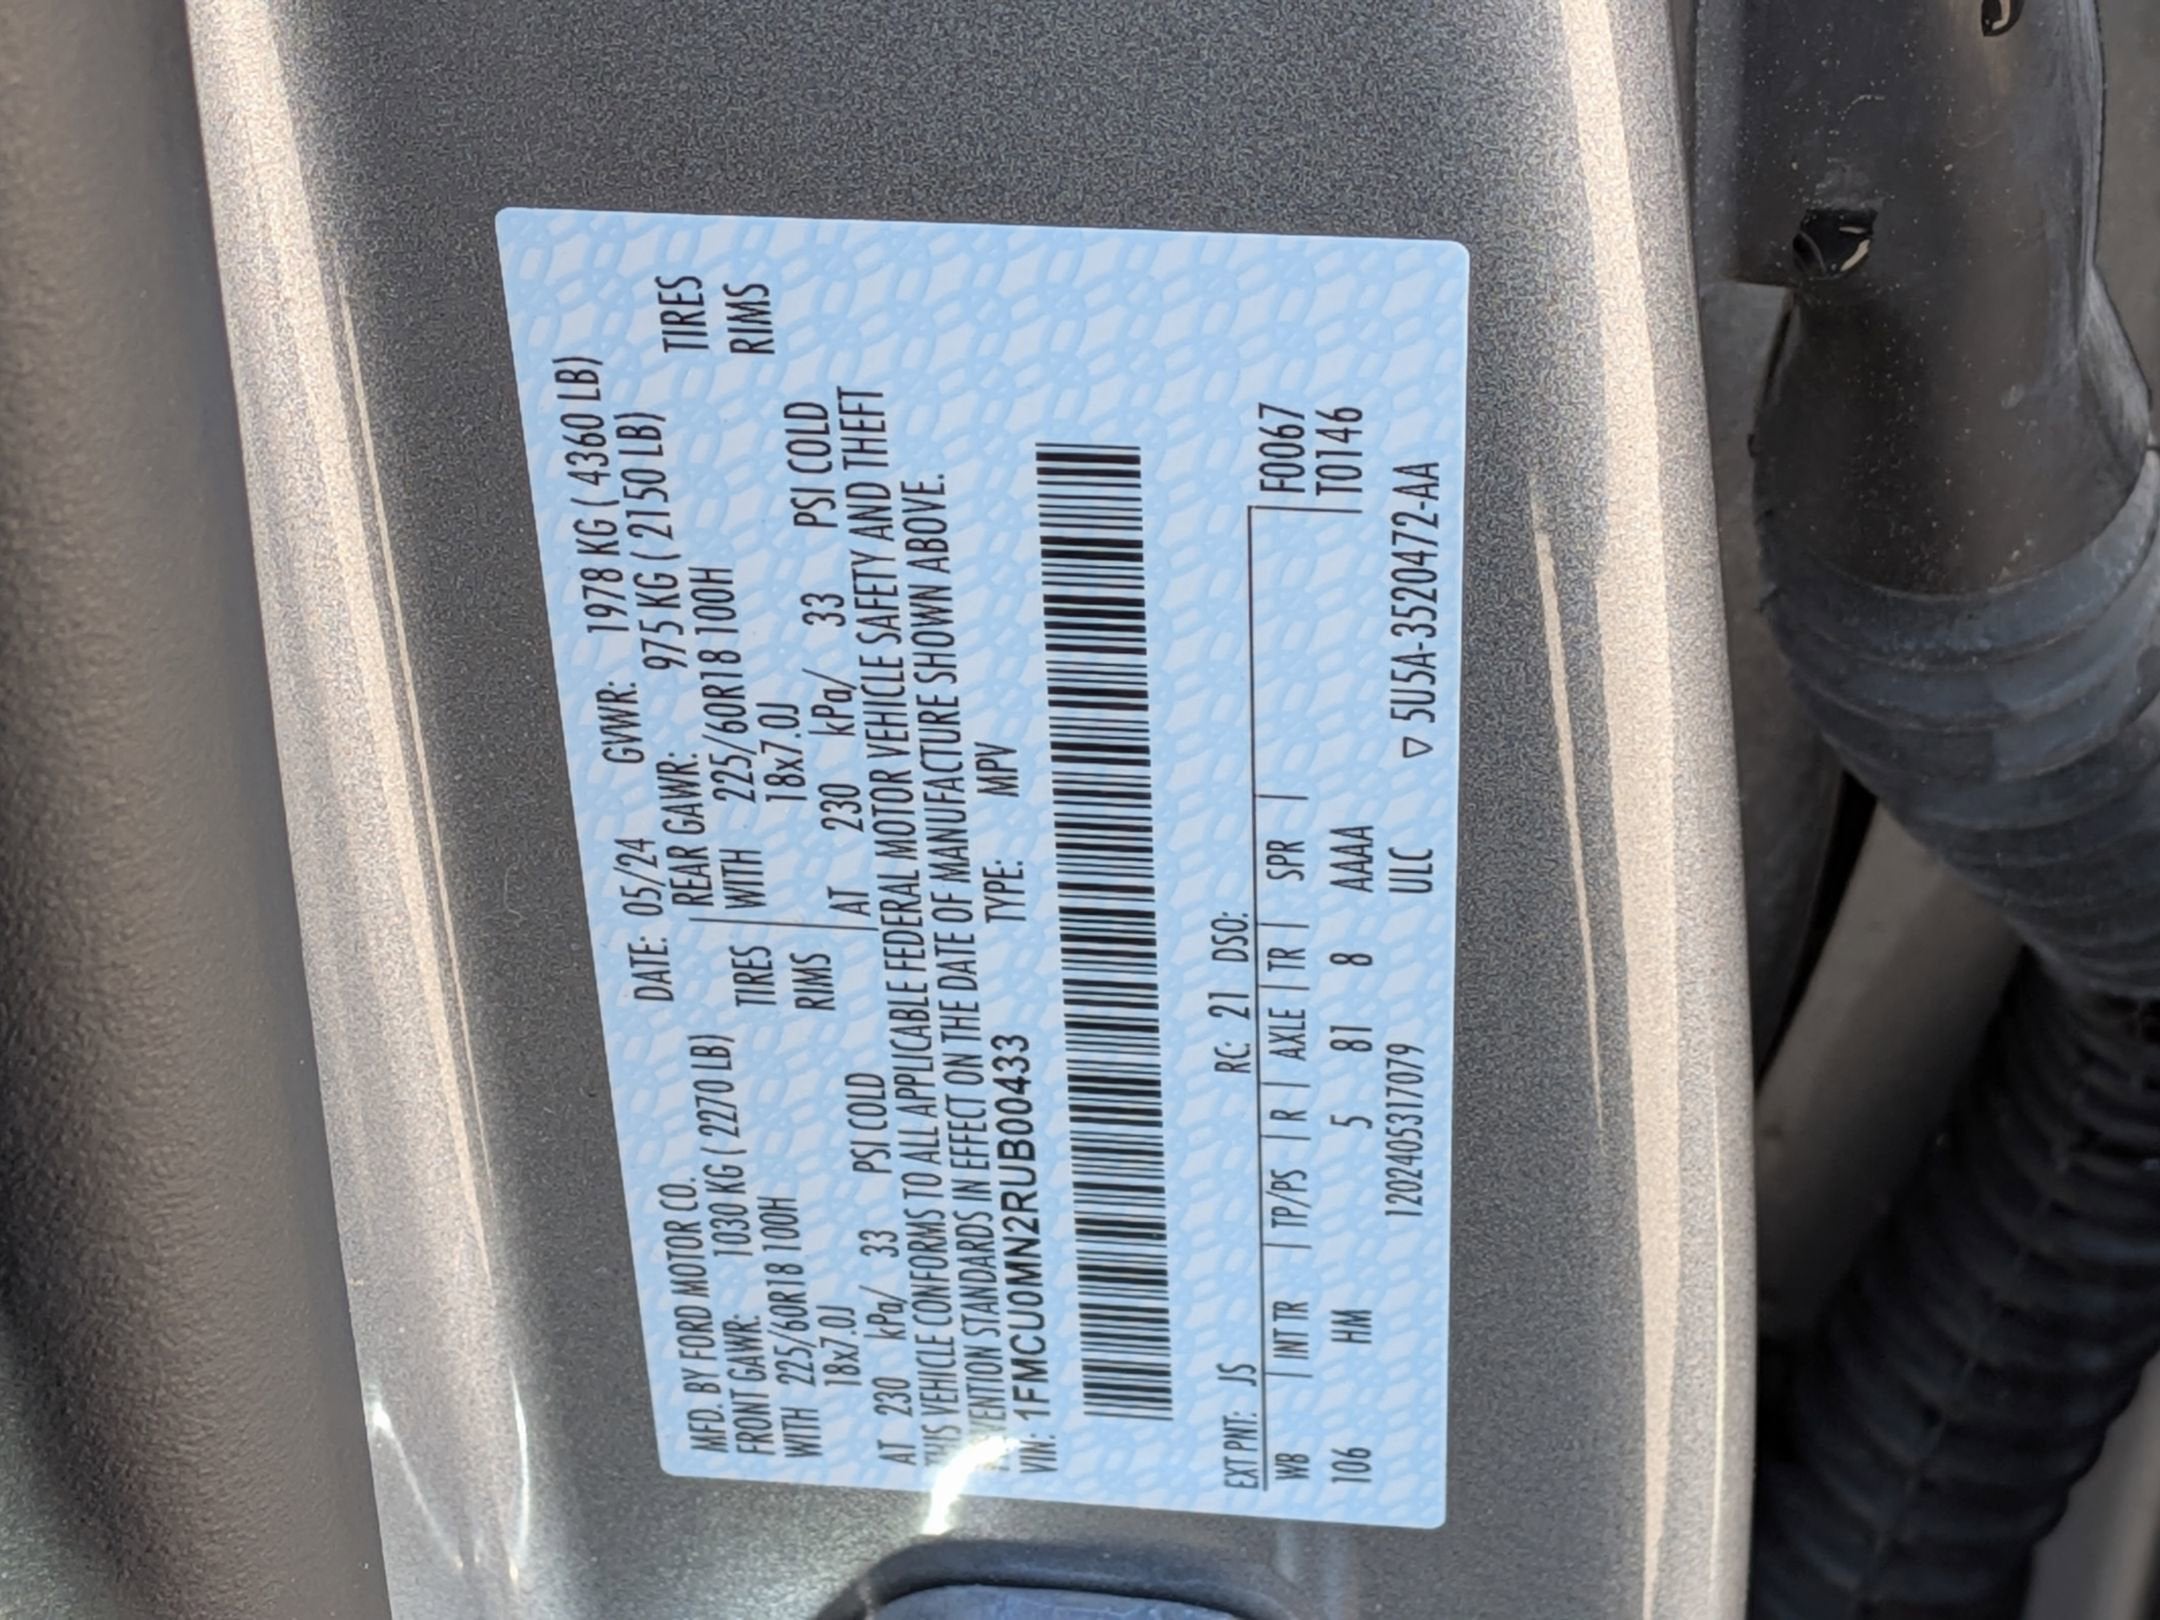 MFD. BY FORD MOTOR CO. DATE: 05/24 GVWR: 1978 KG ( 4360 LB)
FRONT GAWR: 1030 KG ( 2270 LB) REAR GAWR: 975 KG ( 2150 LB)
WITH 225/60R18 100H TIRES WITH 225/60R18 100H TIRES
18x7.0J RIMS 18x7.0J RIMS
AT 230 kPa/ 33 PSI COLD AT 230 kPa/ 33 PSI COLD
THIS VEHICLE CONFORMS TO ALL APPLICABLE FEDERAL MOTOR VEHICLE SAFETY AND THEFT
PREVENTION STANDARDS IN EFFECT ON THE DATE OF MANUFACTURE SHOWN ABOVE.
VIN: 1FMCU0MN2RUB00433 TYPE: MPV
EXT PNT: JS RC: 21 DSO:
WB | INT TR | TP/PS | R | AXLE | TR | SPR | F0067
106 HM 5 81 8 AAAA T0146
12024053​17079 ULC ▽ 5U5A-3520472-AA